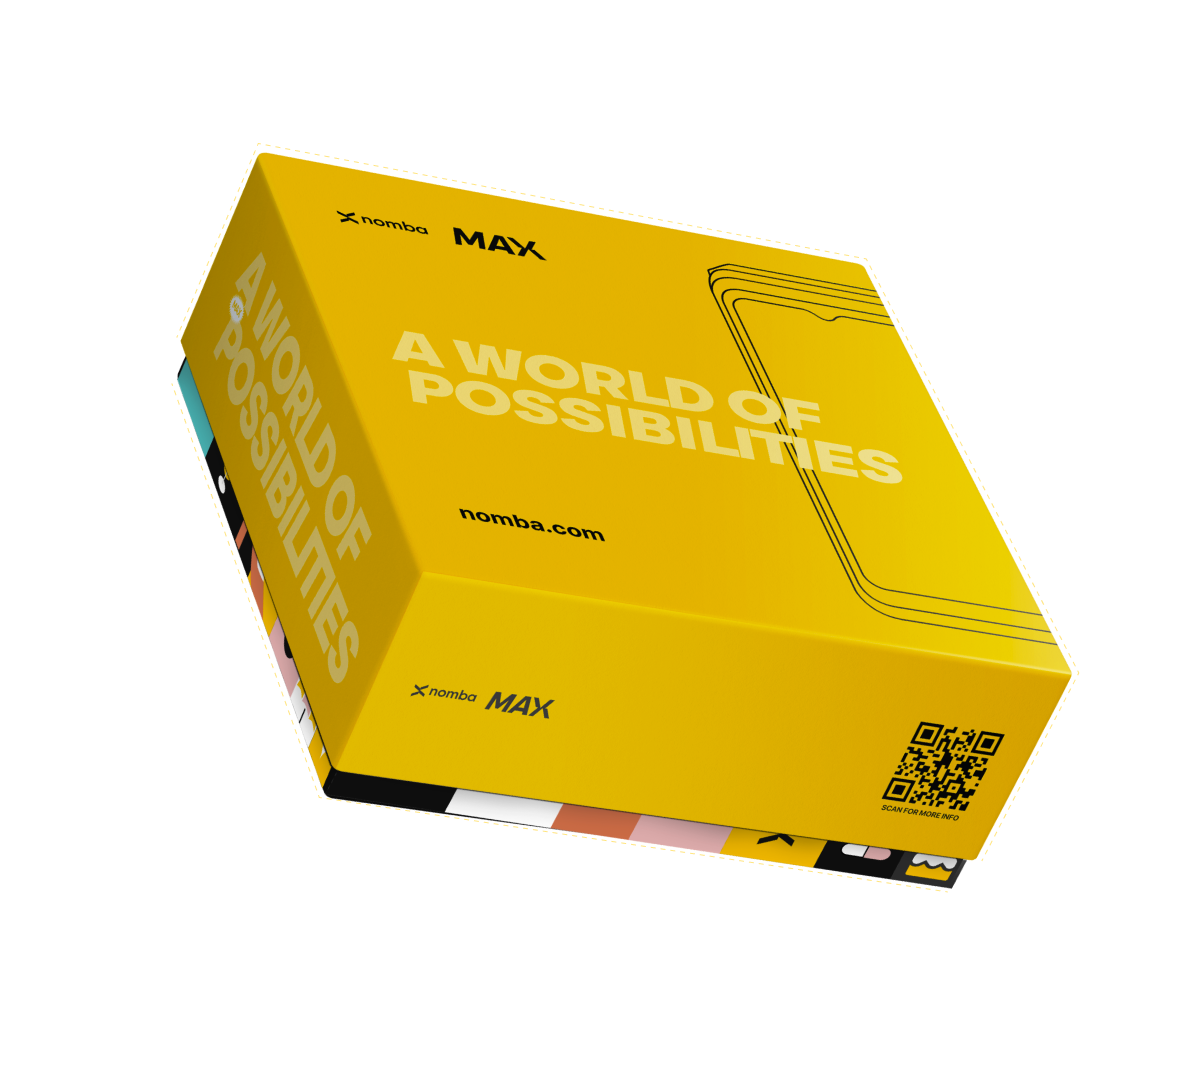 nomba MAX
A WORLD OF
POSSIBILITIES
nomba.com
A WORLD OF
POSSIBILITIES
nomba MAX
SCAN FOR MORE INFO